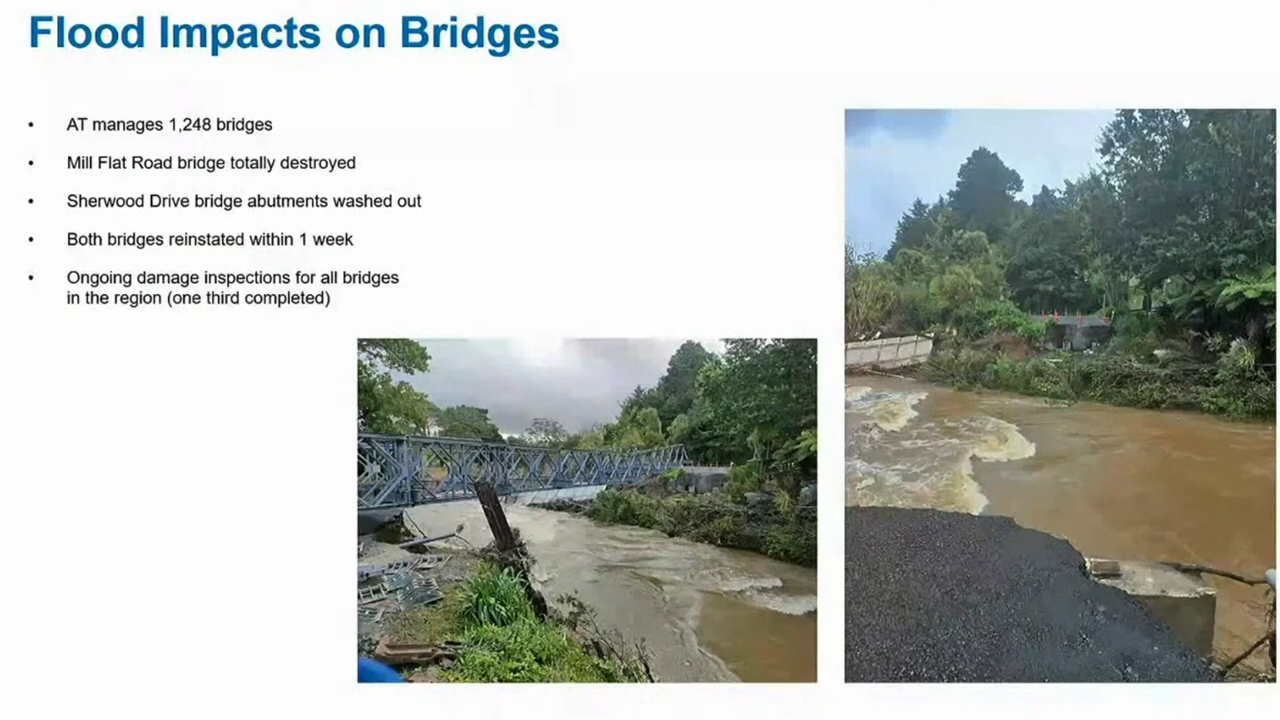 Flood Impacts on Bridges
• AT manages 1,248 bridges
• Mill Flat Road bridge totally destroyed
• Sherwood Drive bridge abutments washed out
• Both bridges reinstated within 1 week
• Ongoing damage inspections for all bridges
in the region (one third completed)